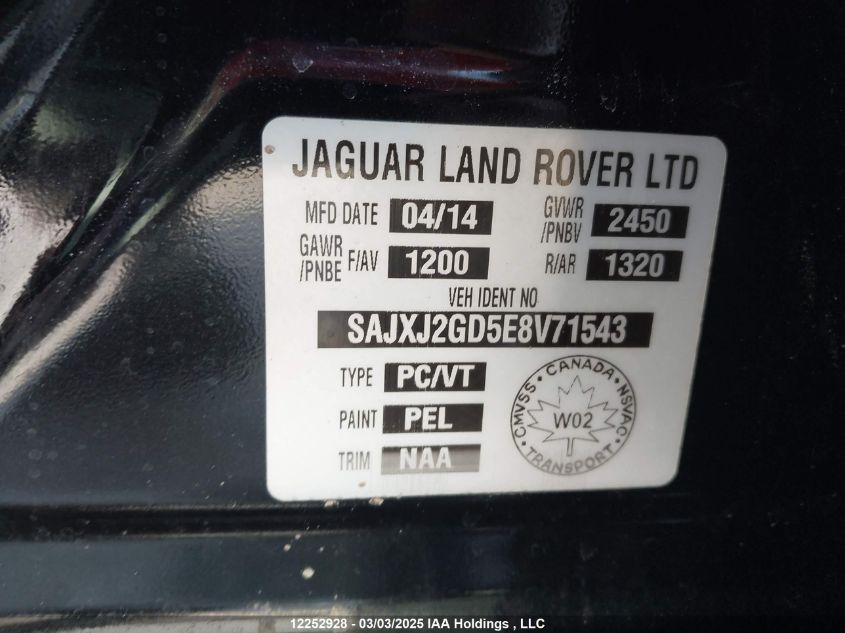 JAGUAR LAND ROVER LTD
MFD DATE 04/14 GVWR /PNBV 2450
GAWR /PNBE F/AV 1200 R/AR 1320
VEH IDENT NO
SAJXJ2GD5E8V71543
TYPE PC/VT
PAINT PEL
TRIM NAA
CMVSS • CANADA • NSVAC • TRANSPORT •
W02
12252928 - 03/03/2025 IAA Holdings , LLC